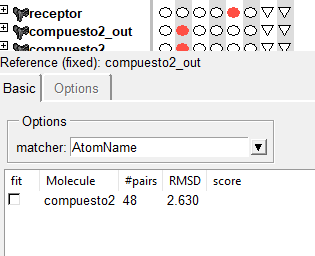 receptor
compuesto2_out
compuesto2
Reference (fixed): compuesto2_out
Basic Options
Options
matcher: AtomName
fit Molecule #pairs RMSD score
compuesto2 48 2.630